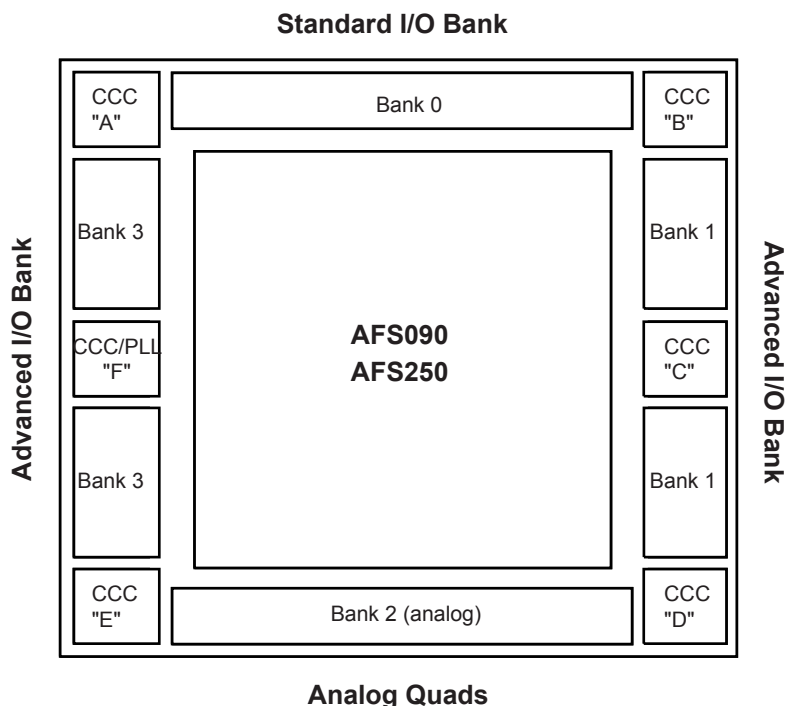 Standard I/O Bank
CCC
"A"
Bank 0
CCC
"B"
Bank 3
Bank 1
Advanced I/O Bank
Advanced I/O Bank
CCC/PLL
"F"
AFS090
AFS250
CCC
"C"
Bank 3
Bank 1
CCC
"E"
Bank 2 (analog)
CCC
"D"
Analog Quads